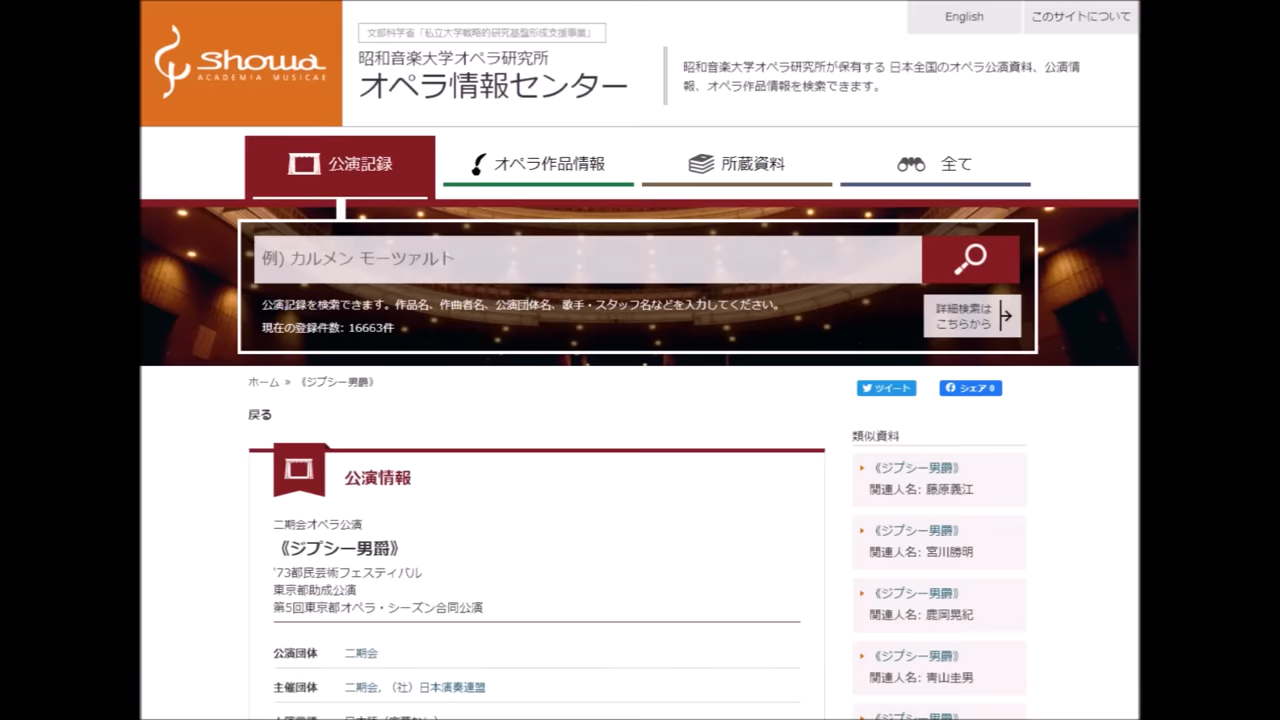 English
このサイトについて
文部科学省「私立大学戦略的研究基盤形成支援事業」
Showa
ACADEMIA MUSICAE
昭和音楽大学オペラ研究所
オペラ情報センター
昭和音楽大学オペラ研究所が保有する 日本全国のオペラ公演資料、公演情
報、オペラ作品情報を検索できます。
公演記録
オペラ作品情報
所蔵資料
全て
例) カルメン モーツァルト
公演記録を検索できます。作品名、作曲者名、公演団体名、歌手・スタッフ名などを入力してください。
現在の登録件数: 16663件
詳細検索は
こちらから
ホーム » 《ジプシー男爵》
ツイート
シェア 0
戻る
公演情報
二期会オペラ公演
《ジプシー男爵》
'73都民芸術フェスティバル
東京都助成公演
第5回東京都オペラ・シーズン合同公演
公演団体 二期会
主催団体 二期会, （社）日本演奏連盟
類似資料
《ジプシー男爵》
関連人名: 藤原義江
《ジプシー男爵》
関連人名: 宮川勝明
《ジプシー男爵》
関連人名: 鹿岡晃紀
《ジプシー男爵》
関連人名: 青山圭男